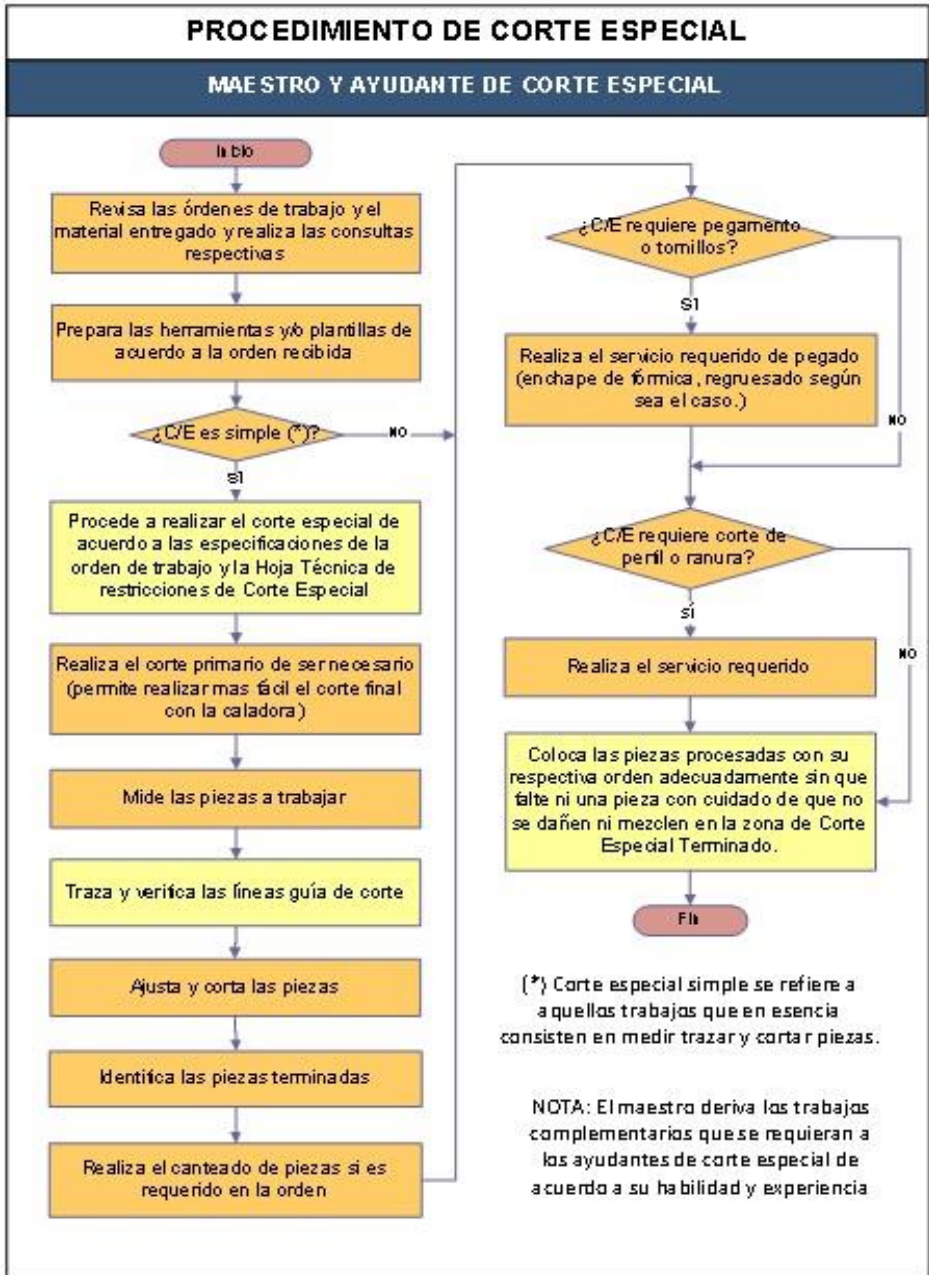 PROCEDIMIENTO DE CORTE ESPECIAL
MAESTRO Y AYUDANTE DE CORTE ESPECIAL
Inicio
Revisa las órdenes de trabajo y el
material entregado y realiza las consultas
respectivas
Prepara las herramientas y/o plantillas de
acuerdo a la orden recibida
¿C/E es simple (*)?
NO
SÍ
Procede a realizar el corte especial de
acuerdo a las especificaciones de la
orden de trabajo y la Hoja Técnica de
restricciones de Corte Especial
Realiza el corte primario de ser necesario
(permite realizar mas fácil el corte final
con la caladora)
Mide las piezas a trabajar
Traza y verifica las líneas guía de corte
Ajusta y corta las piezas
Identifica las piezas terminadas
Realiza el canteado de piezas si es
requerido en la orden
¿C/E requiere pegamento
o tornillos?
SÍ
NO
Realiza el servicio requerido de pegado
(enchape de fórmica, regruesado según
sea el caso.)
¿C/E requiere corte de
perfil o ranura?
SÍ
NO
Realiza el servicio requerido
Coloca las piezas procesadas con su
respectiva orden adecuadamente sin que
falte ni una pieza con cuidado de que no
se dañen ni mezclen en la zona de Corte
Especial Terminado.
Fin
(*) Corte especial simple se refiere a
aquellos trabajos que en esencia
consisten en medir trazar y cortar piezas.
NOTA: El maestro deriva los trabajos
complementarios que se requieran a
los ayudantes de corte especial de
acuerdo a su habilidad y experiencia